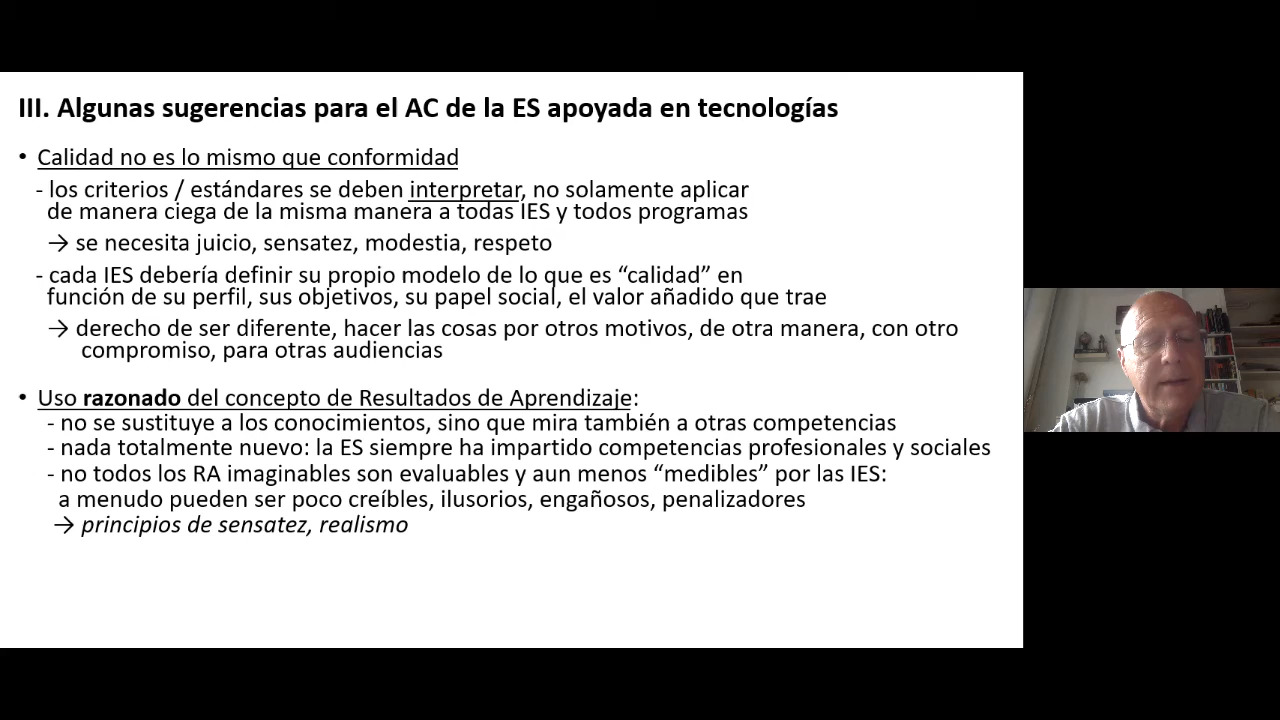 III. Algunas sugerencias para el AC de la ES apoyada en tecnologías
• Calidad no es lo mismo que conformidad
- los criterios / estándares se deben interpretar, no solamente aplicar
de manera ciega de la misma manera a todas IES y todos programas
→ se necesita juicio, sensatez, modestia, respeto
- cada IES debería definir su propio modelo de lo que es “calidad” en
función de su perfil, sus objetivos, su papel social, el valor añadido que trae
→ derecho de ser diferente, hacer las cosas por otros motivos, de otra manera, con otro
compromiso, para otras audiencias
• Uso razonado del concepto de Resultados de Aprendizaje:
- no se sustituye a los conocimientos, sino que mira también a otras competencias
- nada totalmente nuevo: la ES siempre ha impartido competencias profesionales y sociales
- no todos los RA imaginables son evaluables y aun menos “medibles” por las IES:
a menudo pueden ser poco creíbles, ilusorios, engañosos, penalizadores
→ principios de sensatez, realismo